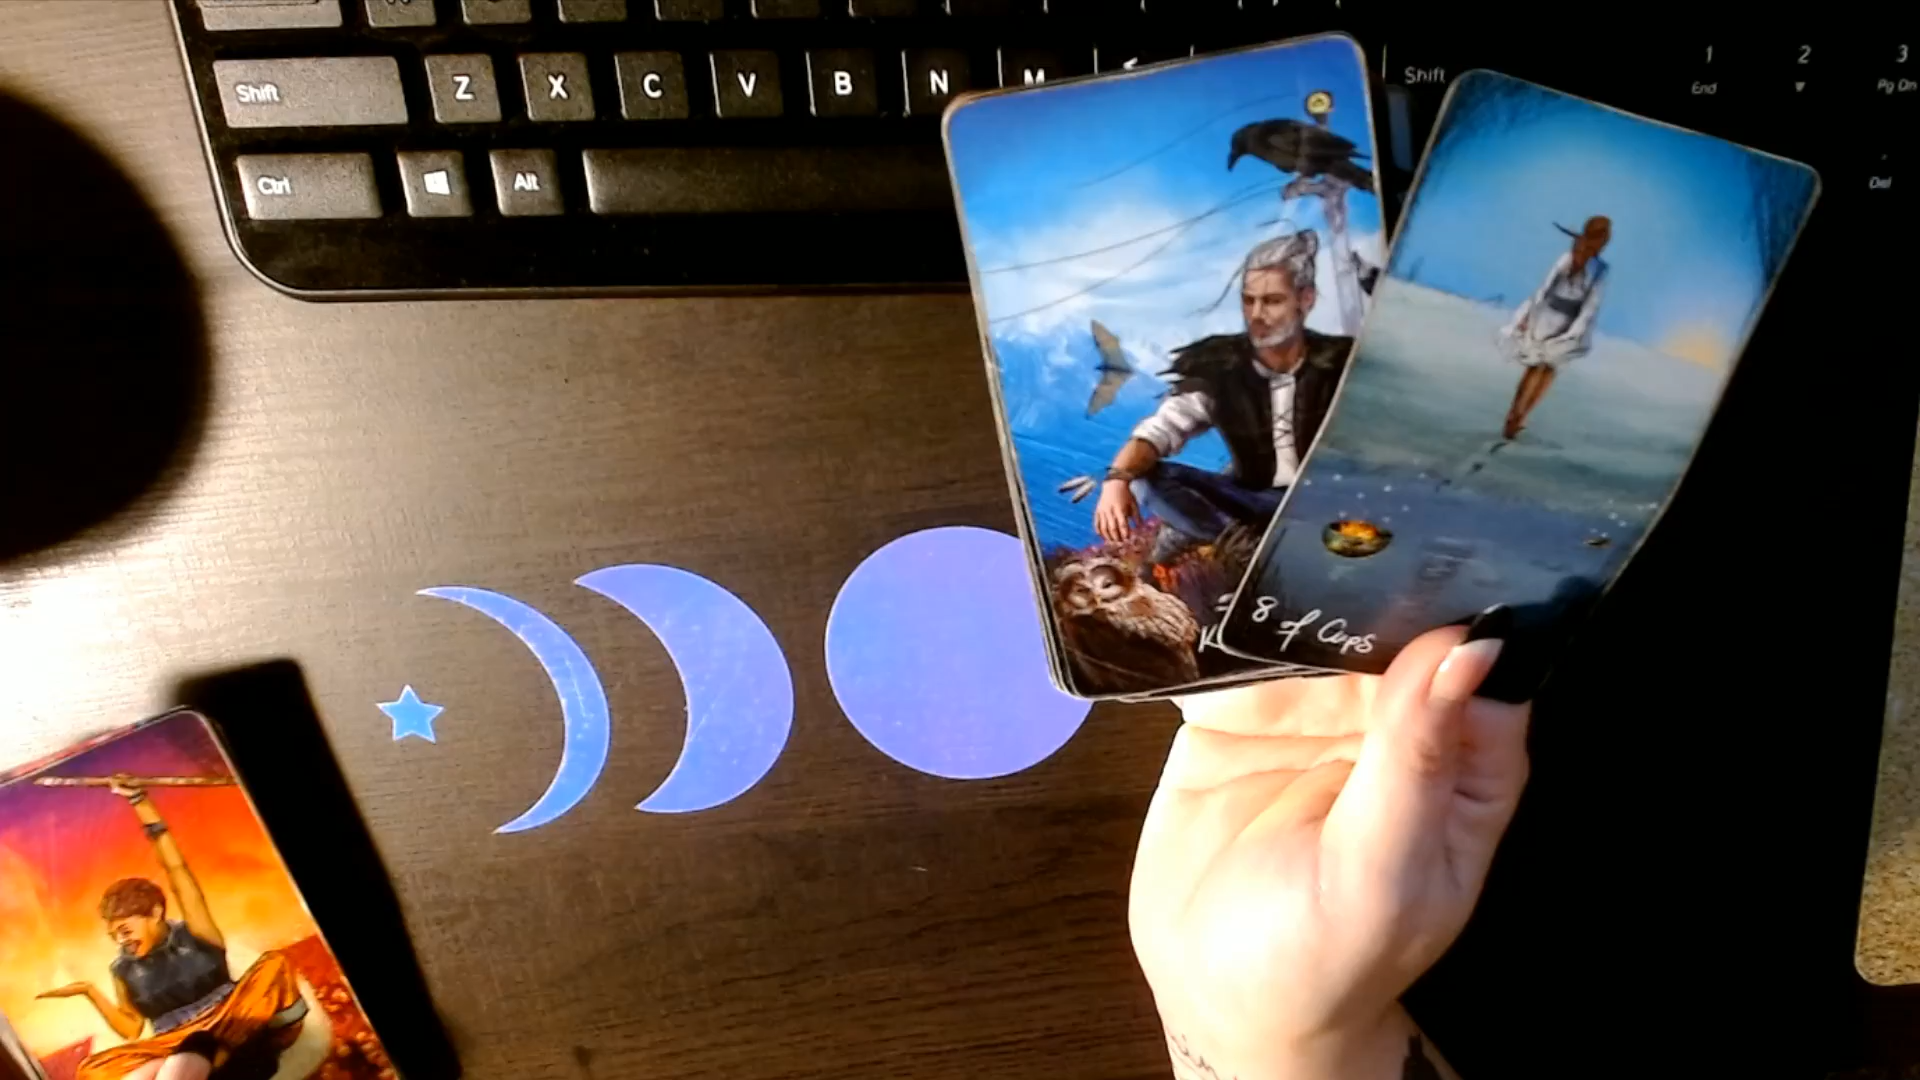 Shift Z X C V B N M < Shift
1 2 3
End ▼ Pg Dn
Ctrl Alt
. Del
8 of Cups
K